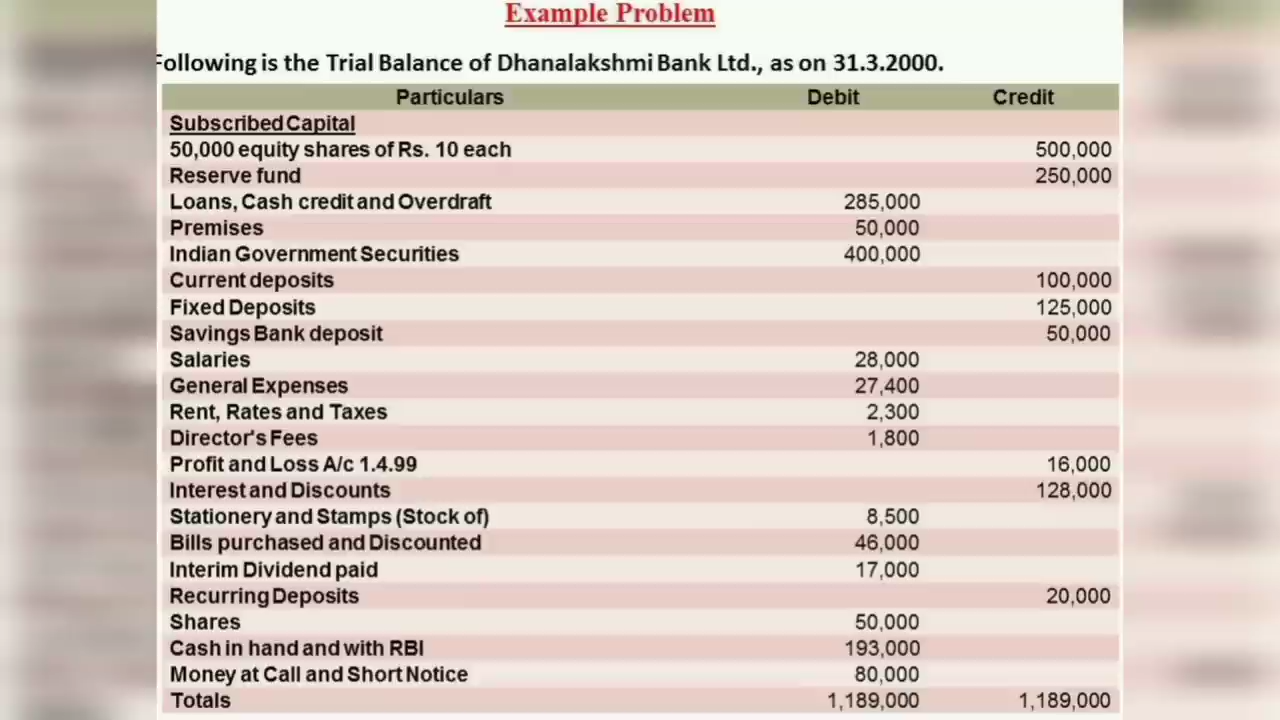 Example Problem
Following is the Trial Balance of Dhanalakshmi Bank Ltd., as on 31.3.2000.
Particulars Debit Credit
Subscribed Capital
50,000 equity shares of Rs. 10 each 500,000
Reserve fund 250,000
Loans, Cash credit and Overdraft 285,000
Premises 50,000
Indian Government Securities 400,000
Current deposits 100,000
Fixed Deposits 125,000
Savings Bank deposit 50,000
Salaries 28,000
General Expenses 27,400
Rent, Rates and Taxes 2,300
Director's Fees 1,800
Profit and Loss A/c 1.4.99 16,000
Interest and Discounts 128,000
Stationery and Stamps (Stock of) 8,500
Bills purchased and Discounted 46,000
Interim Dividend paid 17,000
Recurring Deposits 20,000
Shares 50,000
Cash in hand and with RBI 193,000
Money at Call and Short Notice 80,000
Totals 1,189,000 1,189,000